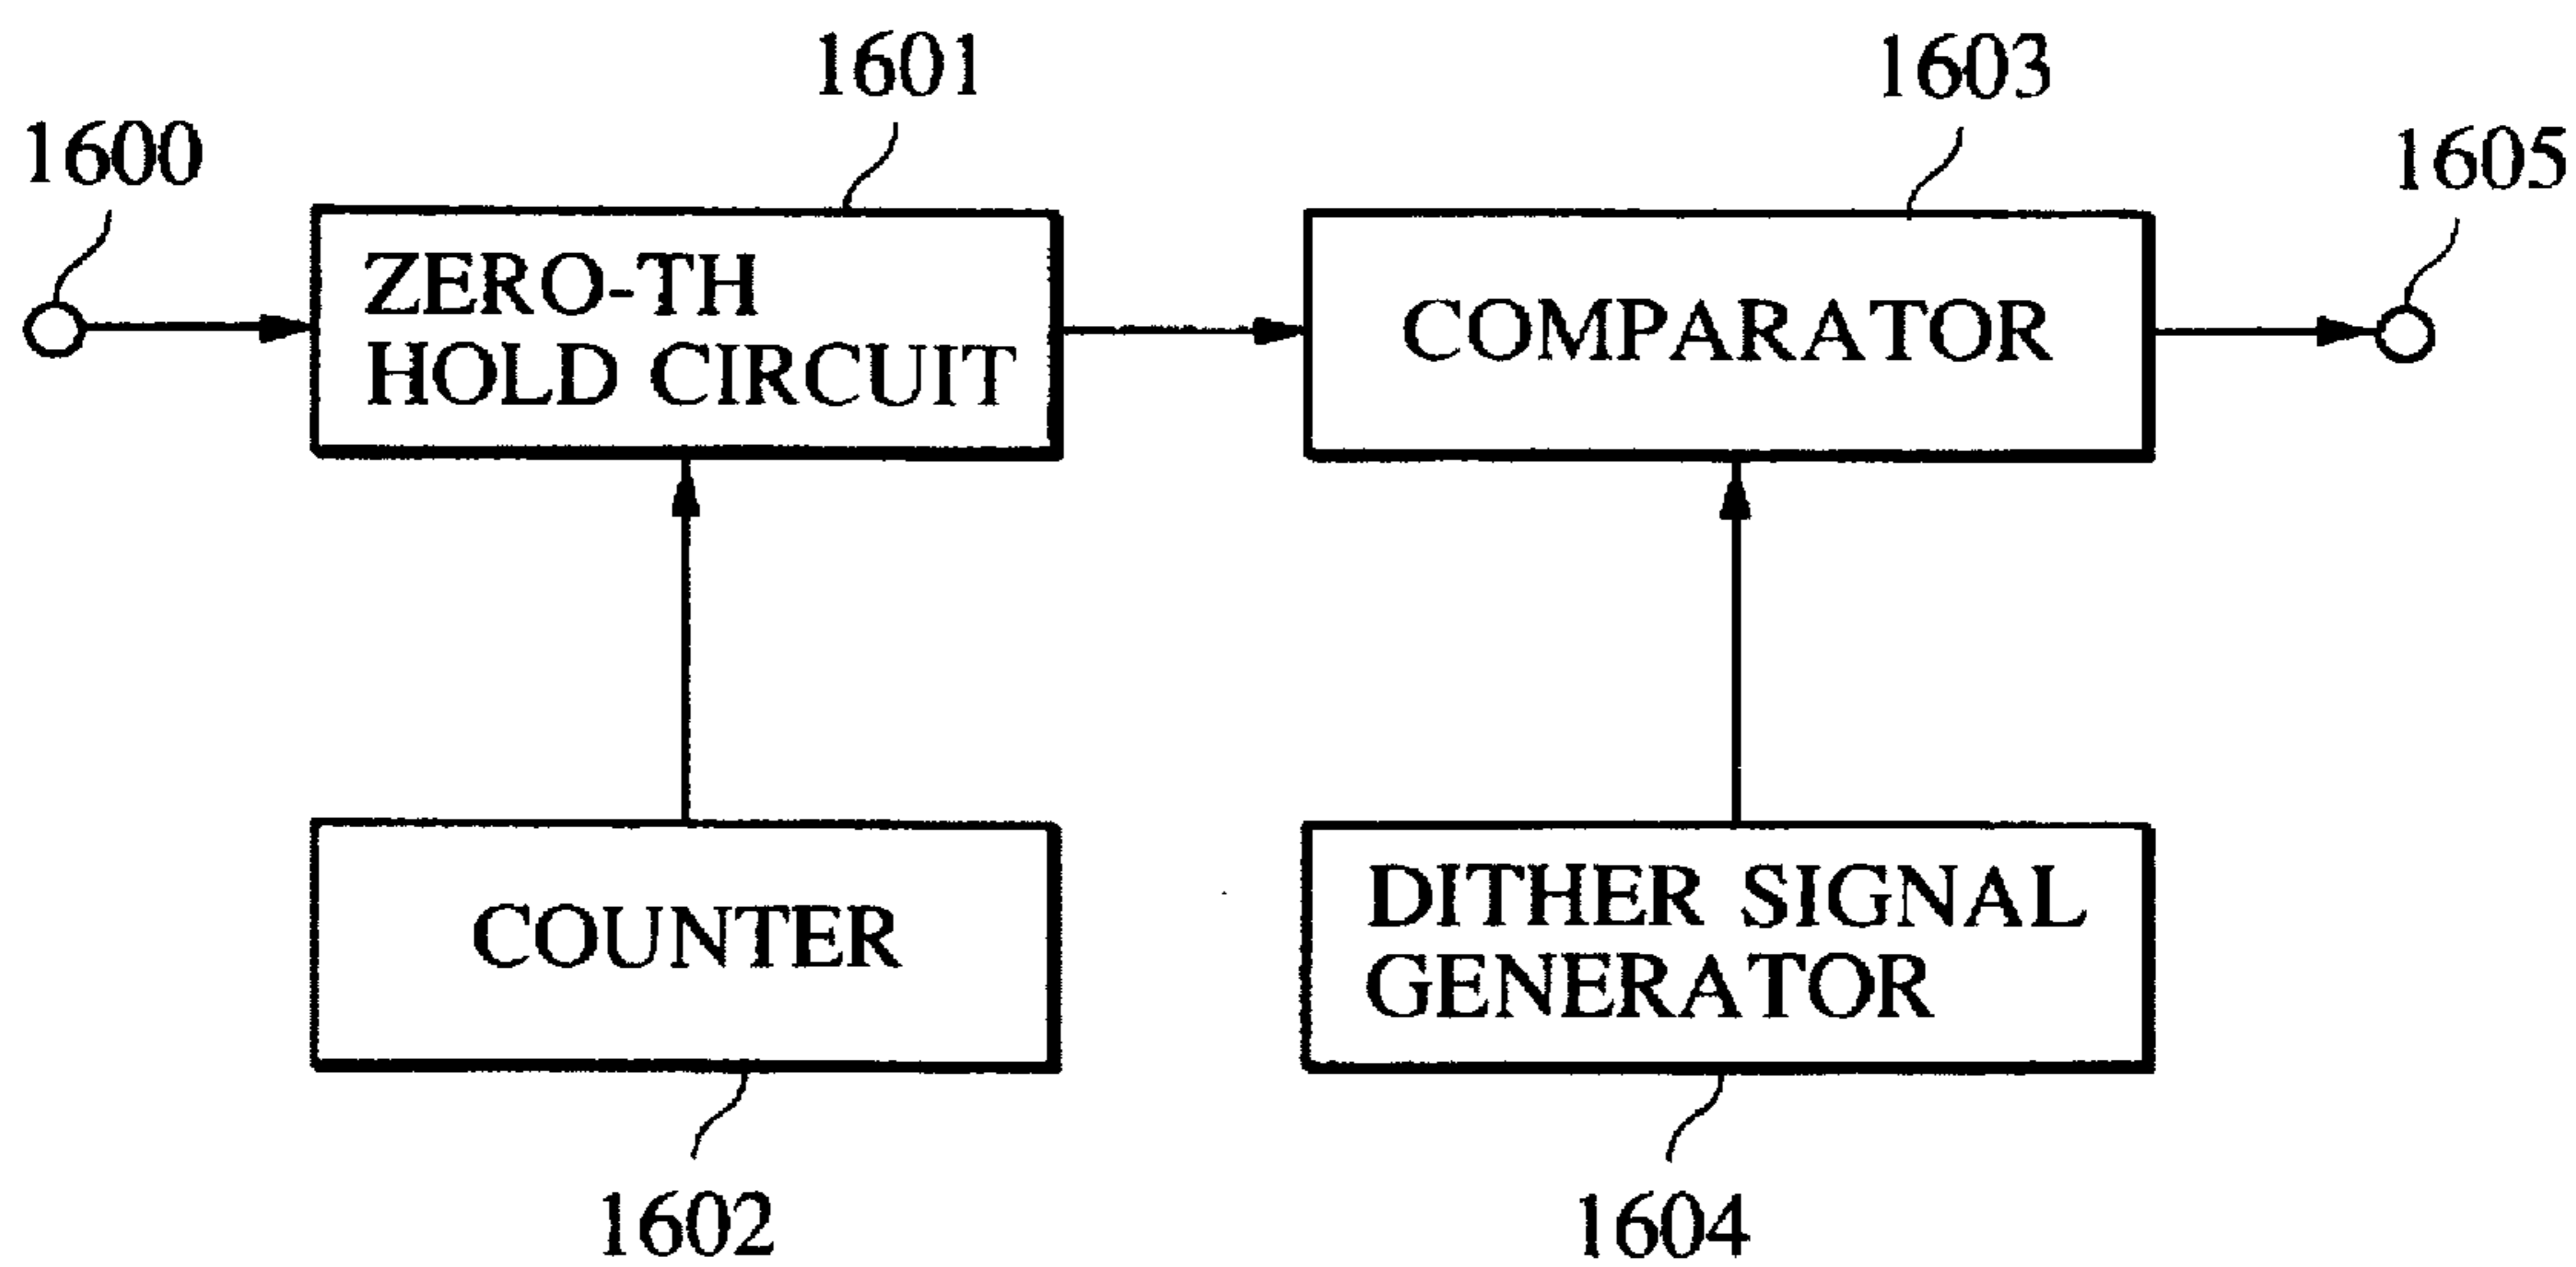 1601
1603
1600
1605
ZERO-TH
HOLD CIRCUIT
COMPARATOR
COUNTER
DITHER SIGNAL
GENERATOR
1602
1604